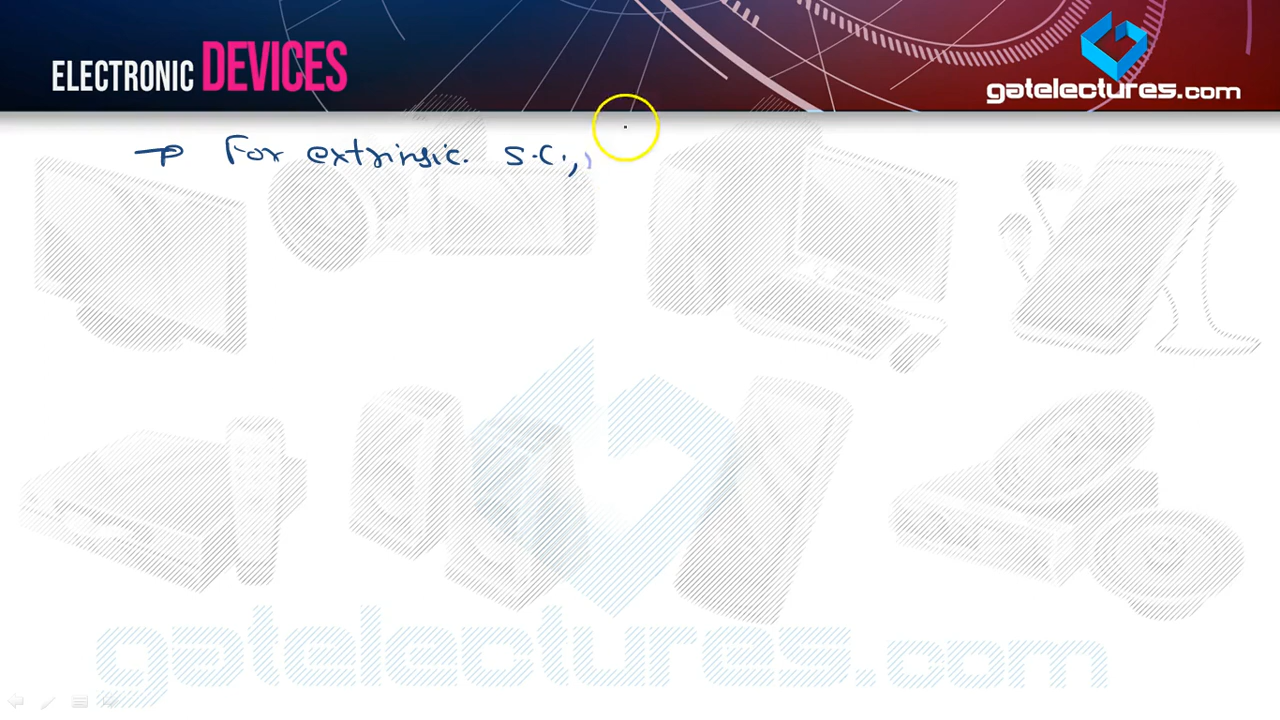 ELECTRONIC DEVICES
gatelectures.com
→ For extrinsic. S.C.,
gatelectures.com